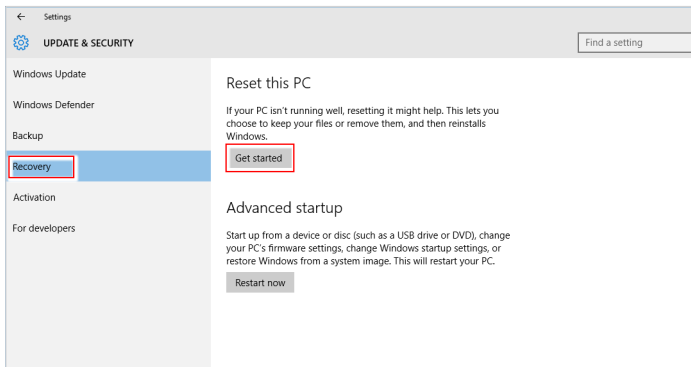 Settings
UPDATE & SECURITY
Find a setting
Windows Update
Windows Defender
Backup
Recovery
Activation
For developers
Reset this PC
If your PC isn't running well, resetting it might help. This lets you
choose to keep your files or remove them, and then reinstalls
Windows.
Get started
Advanced startup
Start up from a device or disc (such as a USB drive or DVD), change
your PC's firmware settings, change Windows startup settings, or
restore Windows from a system image. This will restart your PC.
Restart now